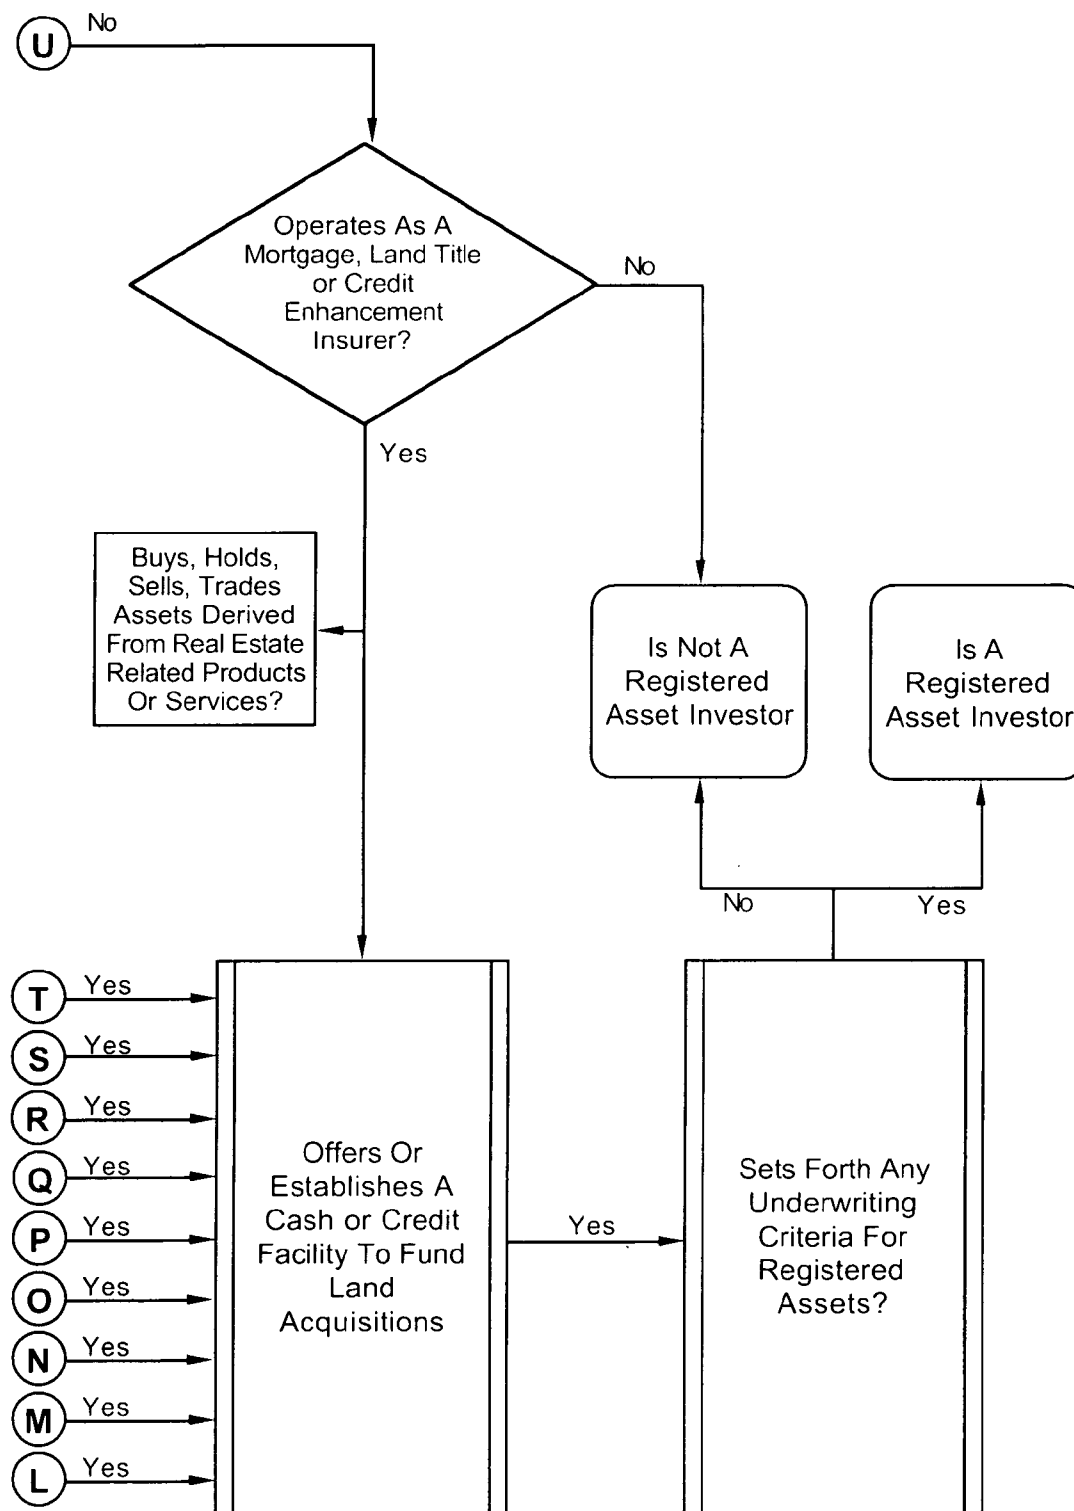 U
No
Operates As A
Mortgage, Land Title
or Credit
Enhancement
Insurer?
No
Yes
Buys, Holds,
Sells, Trades
Assets Derived
From Real Estate
Related Products
Or Services?
Is Not A
Registered
Asset Investor
Is A
Registered
Asset Investor
No
Yes
T Yes
S Yes
R Yes
Q Yes
P Yes
O Yes
N Yes
M Yes
L Yes
Offers Or
Establishes A
Cash or Credit
Facility To Fund
Land
Acquisitions
Yes
Sets Forth Any
Underwriting
Criteria For
Registered
Assets?